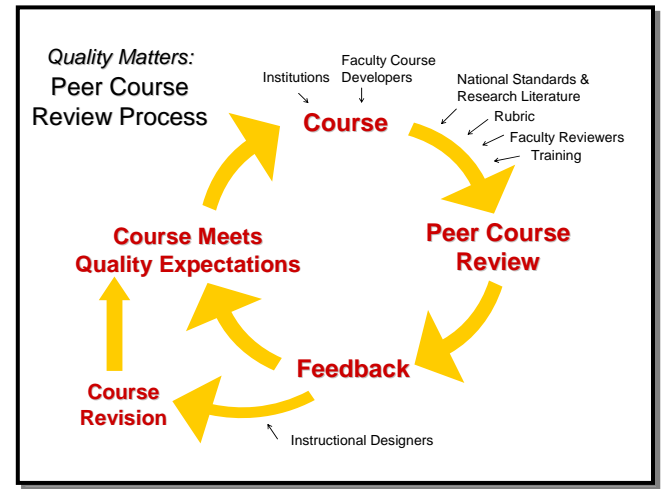 Quality Matters:
Peer Course
Review Process
Institutions
Faculty Course
Developers
Course
National Standards &
Research Literature
Rubric
Faculty Reviewers
Training
Peer Course
Review
Course Meets
Quality Expectations
Feedback
Course
Revision
Instructional Designers